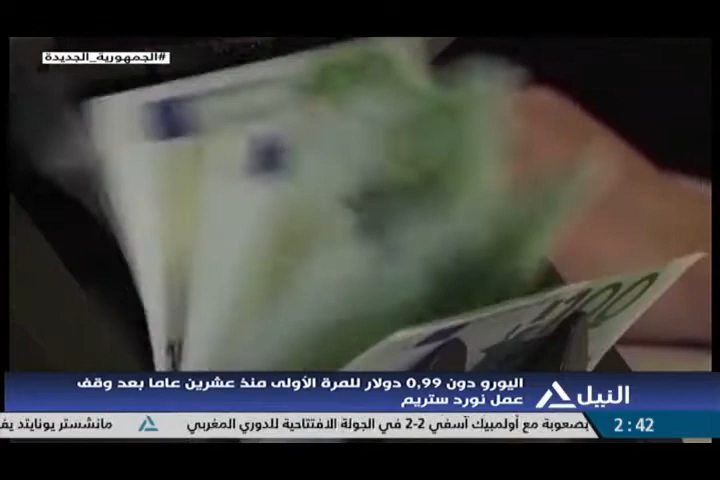 #الجمهورية_الجديدة
100
اليورو دون 0,99 دولار للمرة الأولى منذ عشرين عاما بعد وقف
عمل نورد ستريم
النيل
بصعوبة مع أولمبيك آسفي 2-2 في الجولة الافتتاحية للدوري المغربي
مانشستر يونايتد
2:42